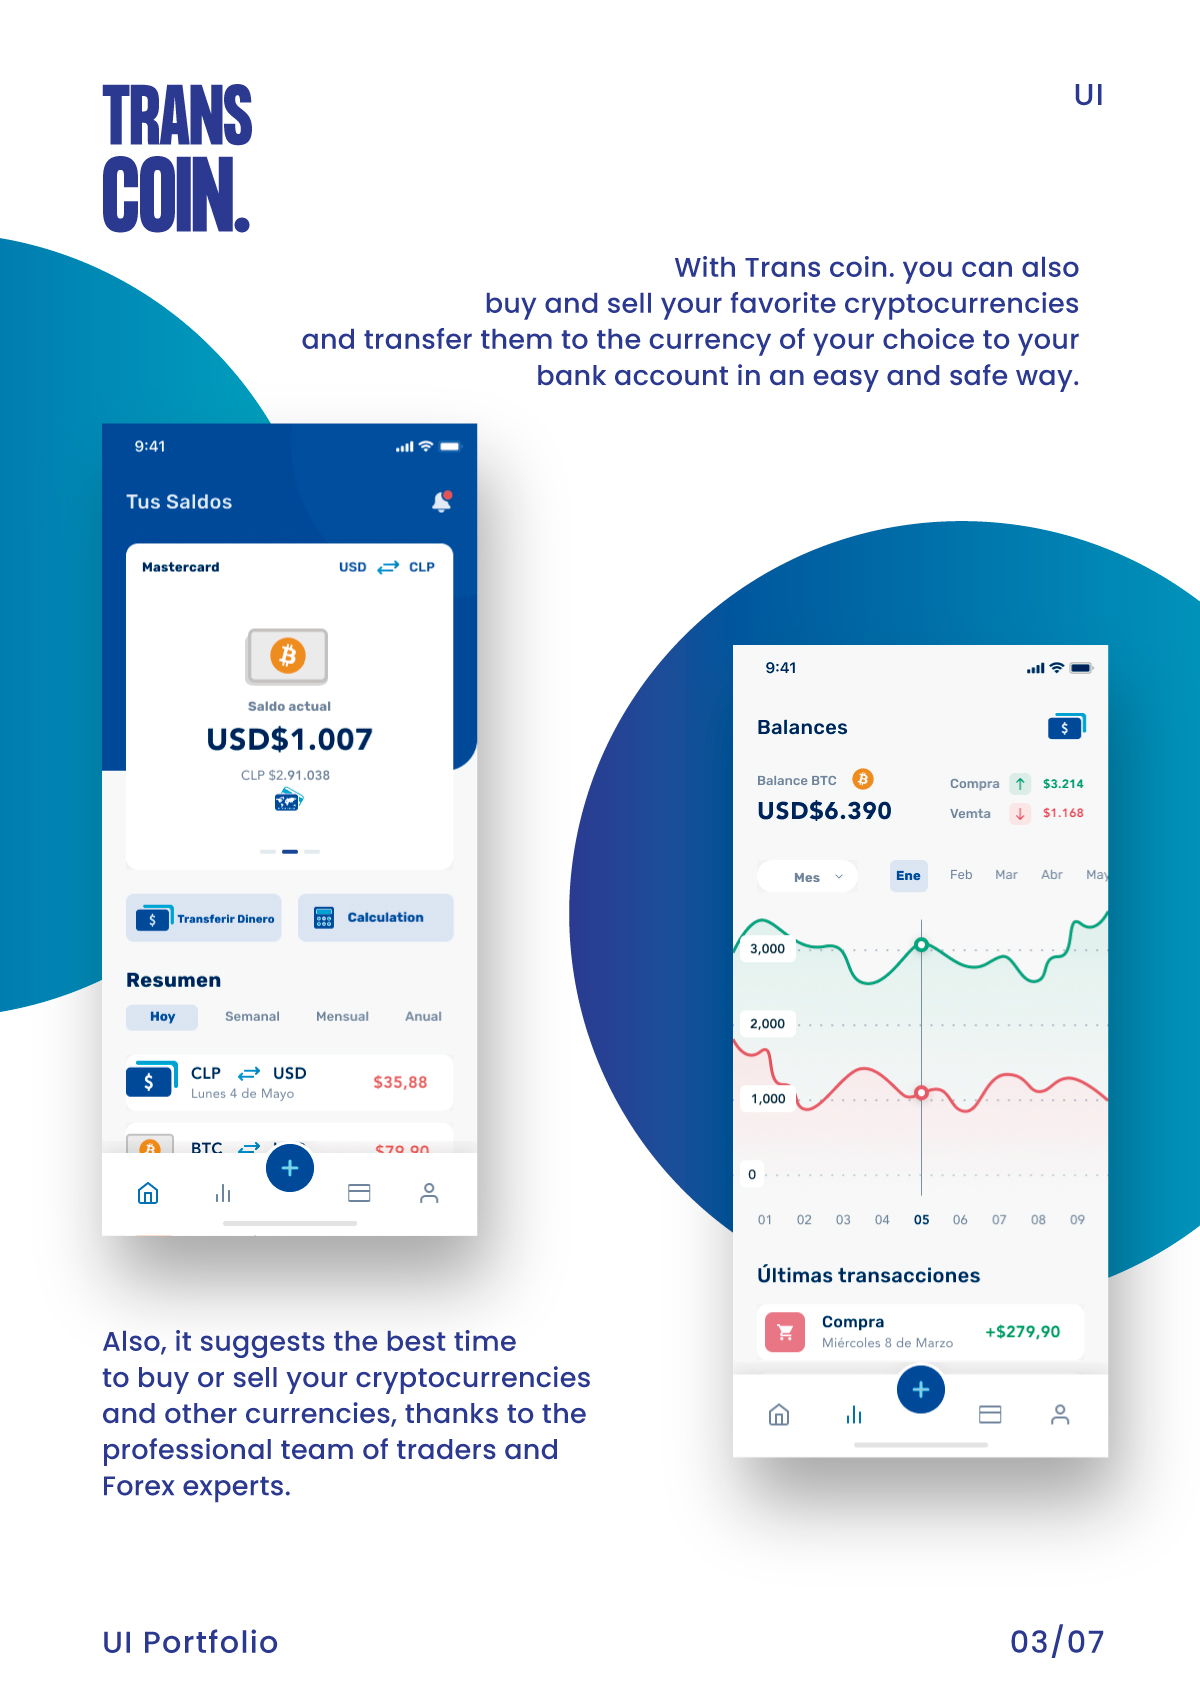 TRANS
COIN.
UI
With Trans coin. you can also
buy and sell your favorite cryptocurrencies
and transfer them to the currency of your choice to your
bank account in an easy and safe way.
9:41
Tus Saldos
Mastercard
USD CLP
Saldo actual
USD$1.007
CLP $2.91.038
$ Transferir Dinero
Calculation
Resumen
Hoy Semanal Mensual Anual
$ CLP USD
$35,88
Lunes 4 de Mayo
BTC
$79,90
9:41
Balances
$
Balance BTC
USD$6.390
Compra $3.214
Vemta $1.168
Mes Ene Feb Mar Abr May
3,000
2,000
1,000
0
01 02 03 04 05 06 07 08 09
Últimas transacciones
Compra
Miércoles 8 de Marzo
+$279,90
Also, it suggests the best time
to buy or sell your cryptocurrencies
and other currencies, thanks to the
professional team of traders and
Forex experts.
UI Portfolio
03/07